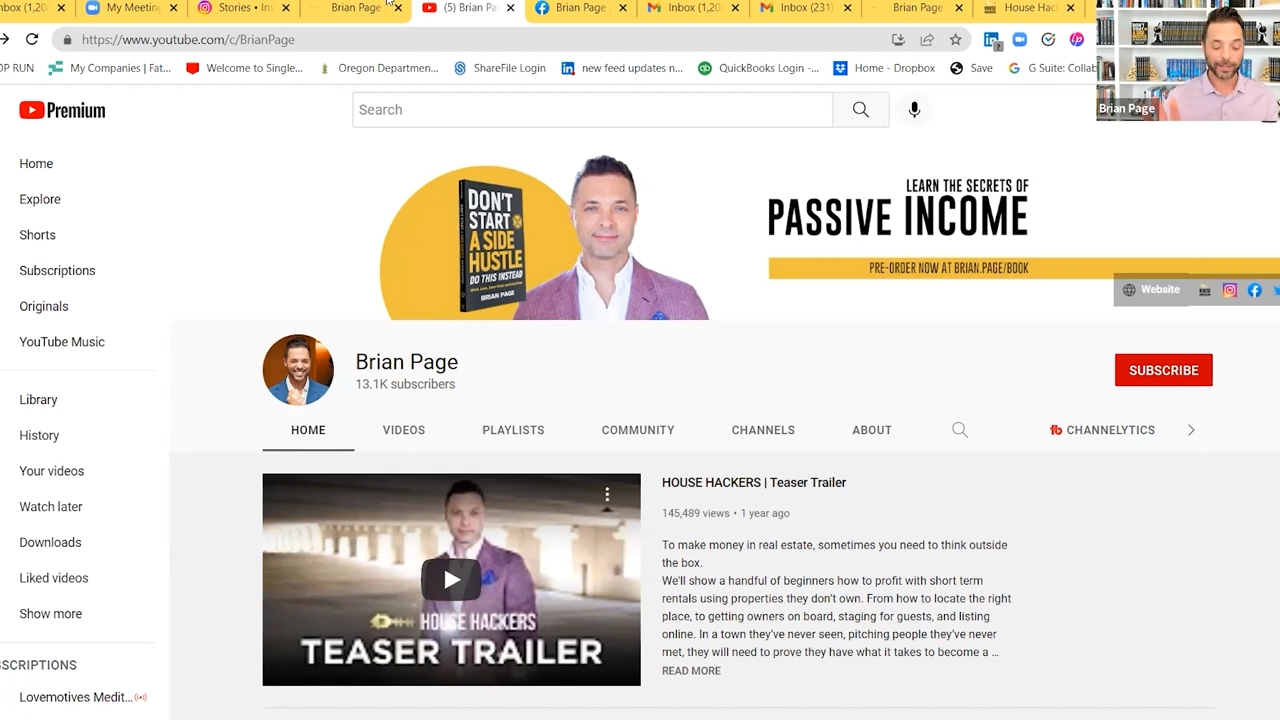 nbox (1,20
My Meeting
Stories • Ins
Brian Page
(5) Brian Pa
Facebook Brian Page
Inbox (1,20
Inbox (231)
Brian Page
House Hac
https://www.youtube.com/c/BrianPage
OP RUN
My Companies | Fat...
Welcome to Single...
Oregon Departmen...
SharePoint Login
new feed updates n...
QuickBooks Login -...
Home - Dropbox
Save
G Suite: Collab
Brian Page
Premium
Search
Home
Explore
Shorts
Subscriptions
Originals
YouTube Music
Library
History
Your videos
Watch later
Downloads
Liked videos
Show more
SCRIPTIONS
Lovemotives Medit...
DON'T
START
A SIDE
HUSTLE
DO THIS INSTEAD
BRIAN PAGE
LEARN THE SECRETS OF
PASSIVE INCOME
PRE-ORDER NOW AT BRIAN.PAGE/BOOK
Website
Brian Page
13.1K subscribers
SUBSCRIBE
HOME
VIDEOS
PLAYLISTS
COMMUNITY
CHANNELS
ABOUT
CHANNELYTICS
HOUSE HACKERS
TEASER TRAILER
HOUSE HACKERS | Teaser Trailer
145,489 views • 1 year ago
To make money in real estate, sometimes you need to think outside
the box.
We'll show a handful of beginners how to profit with short term
rentals using properties they don't own. From how to locate the right
place, to getting owners on board, staging for guests, and listing
online. In a town they've never seen, pitching people they've never
met, they will need to prove they have what it takes to become a ...
READ MORE